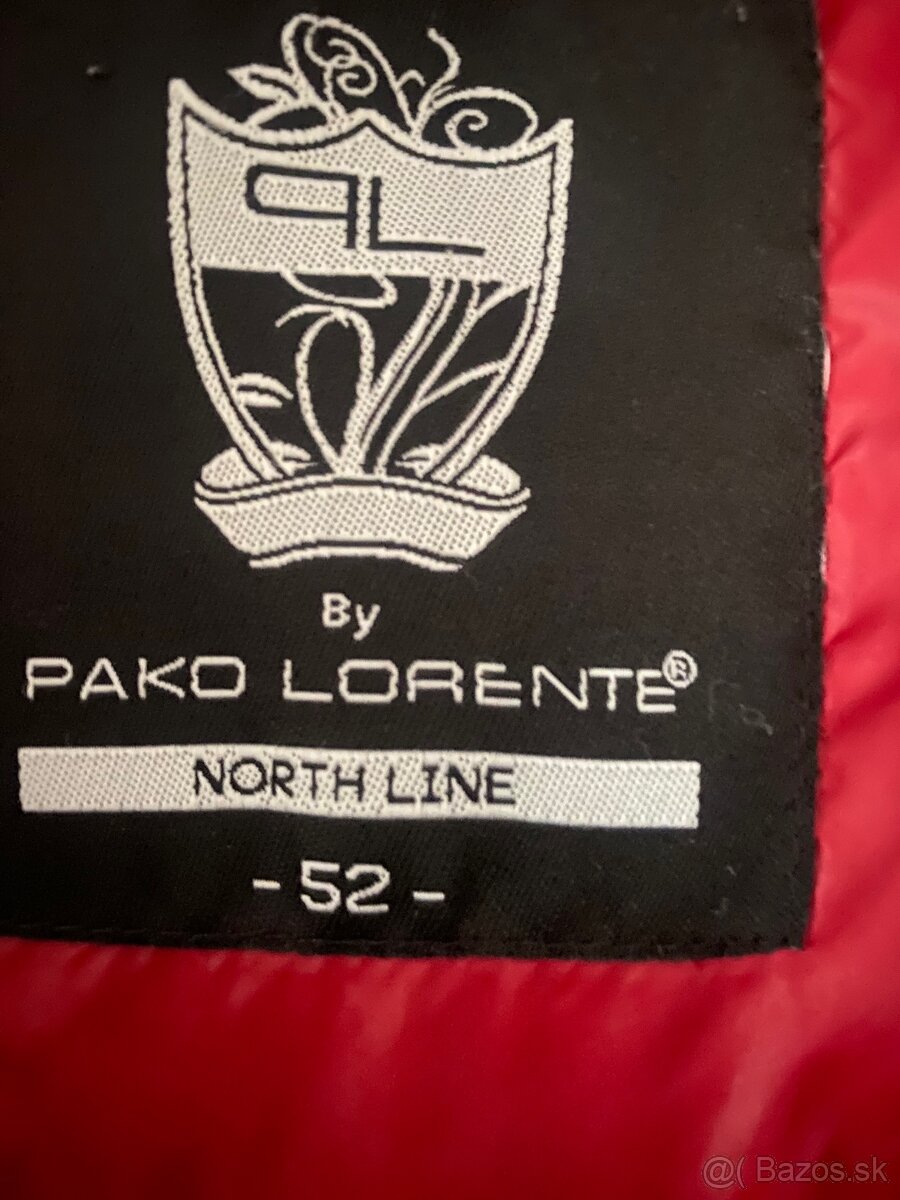 PL
By
PAKO LORENTE®
NORTH LINE
- 52 -
@( Bazos.sk